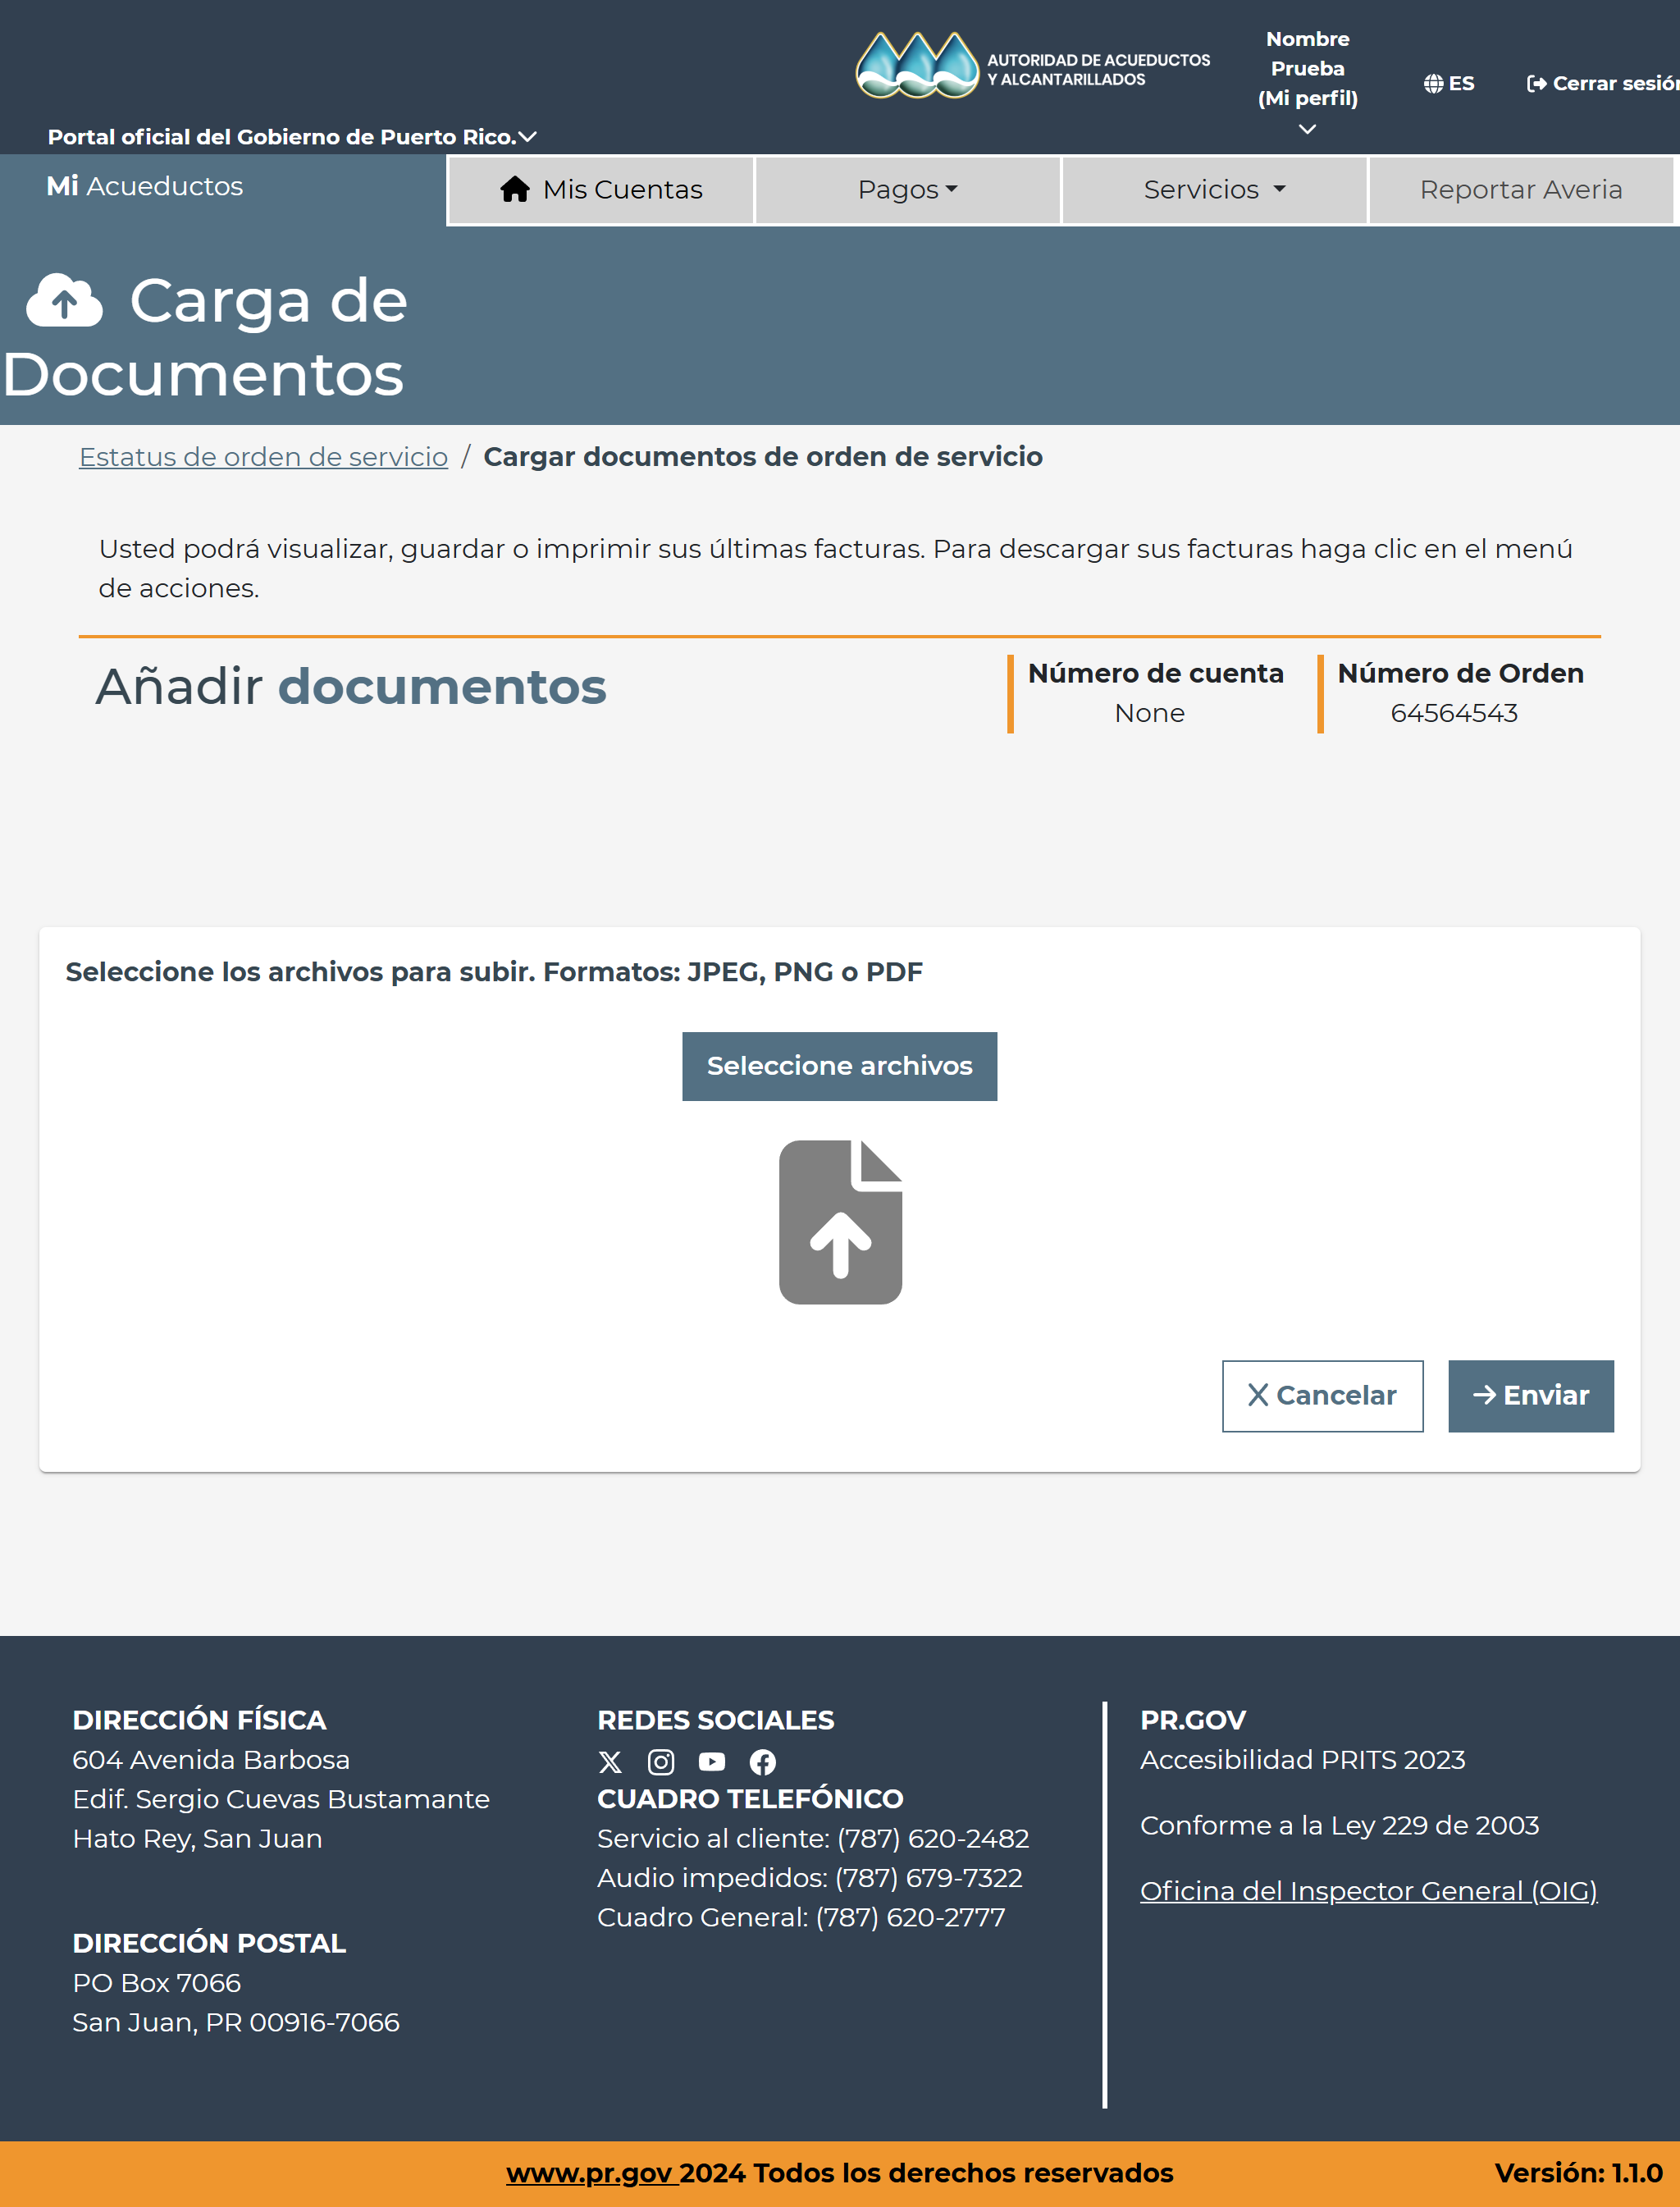 AUTORIDAD DE ACUEDUCTOS
Y ALCANTARILLADOS
Nombre
Prueba
(Mi perfil)
ES
Cerrar sesión
Portal oficial del Gobierno de Puerto Rico.
Mi Acueductos
Mis Cuentas
Pagos
Servicios
Reportar Averia
Carga de
Documentos
Estatus de orden de servicio / Cargar documentos de orden de servicio
Usted podrá visualizar, guardar o imprimir sus últimas facturas. Para descargar sus facturas haga clic en el menú
de acciones.
Añadir documentos
Número de cuenta
None
Número de Orden
64564543
Seleccione los archivos para subir. Formatos: JPEG, PNG o PDF
Seleccione archivos
Cancelar
Enviar
DIRECCIÓN FÍSICA
604 Avenida Barbosa
Edif. Sergio Cuevas Bustamante
Hato Rey, San Juan
DIRECCIÓN POSTAL
PO Box 7066
San Juan, PR 00916-7066
REDES SOCIALES
CUADRO TELEFÓNICO
Servicio al cliente: (787) 620-2482
Audio impedidos: (787) 679-7322
Cuadro General: (787) 620-2777
PR.GOV
Accesibilidad PRITS 2023
Conforme a la Ley 229 de 2003
Oficina del Inspector General (OIG)
www.pr.gov 2024 Todos los derechos reservados
Versión: 1.1.0